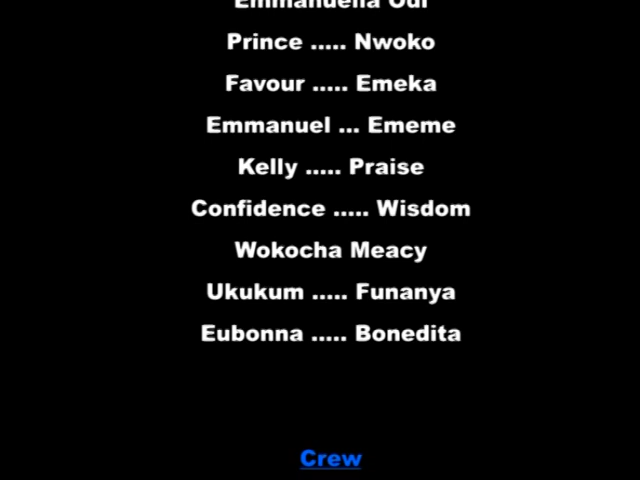 Emmanuella Odi
Prince ..... Nwoko
Favour ..... Emeka
Emmanuel ... Ememe
Kelly ..... Praise
Confidence ..... Wisdom
Wokocha Meacy
Ukukum ..... Funanya
Eubonna ..... Bonedita
Crew